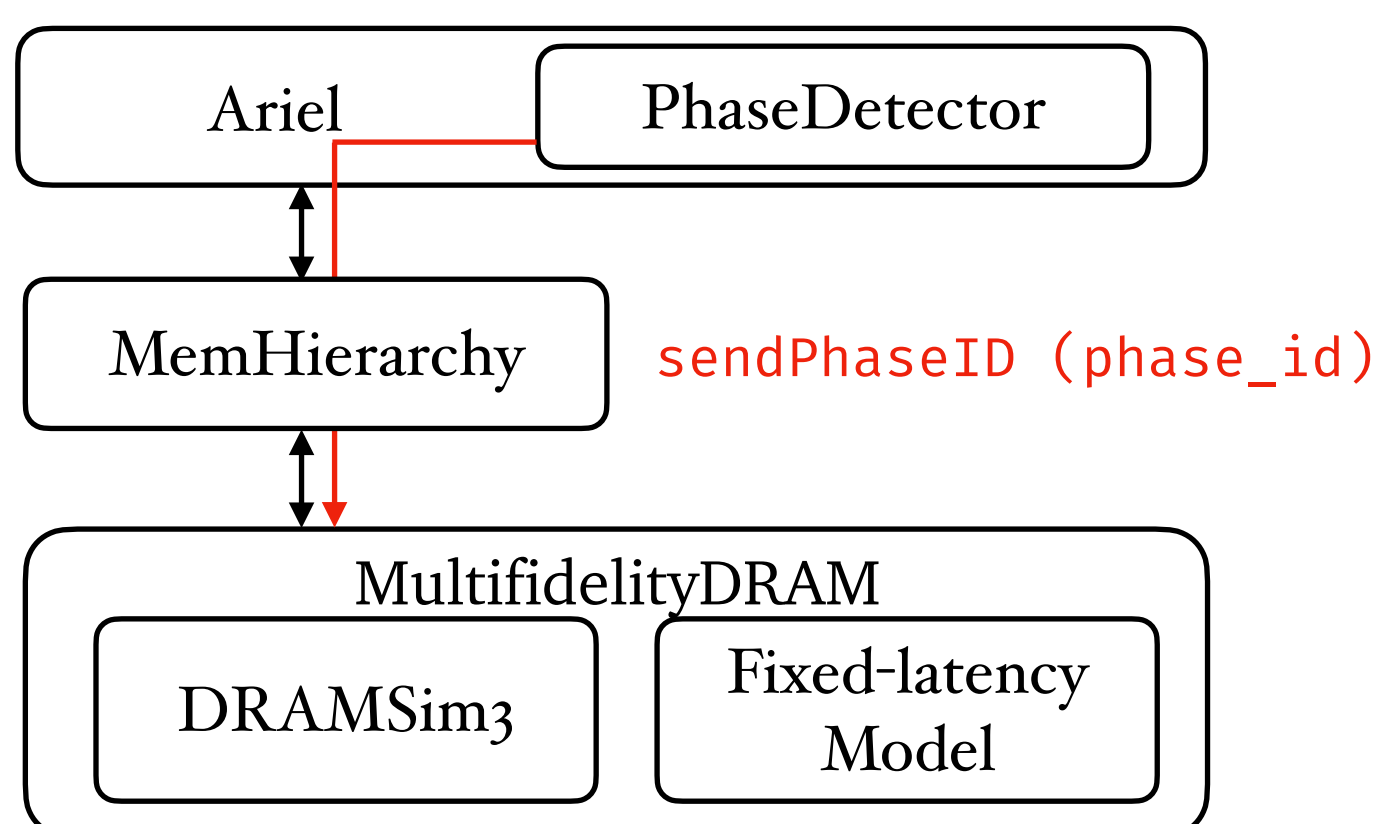 Ariel
PhaseDetector
MemHierarchy
sendPhaseID (phase_id)
MultifidelityDRAM
DRAMSim3
Fixed-latency
Model